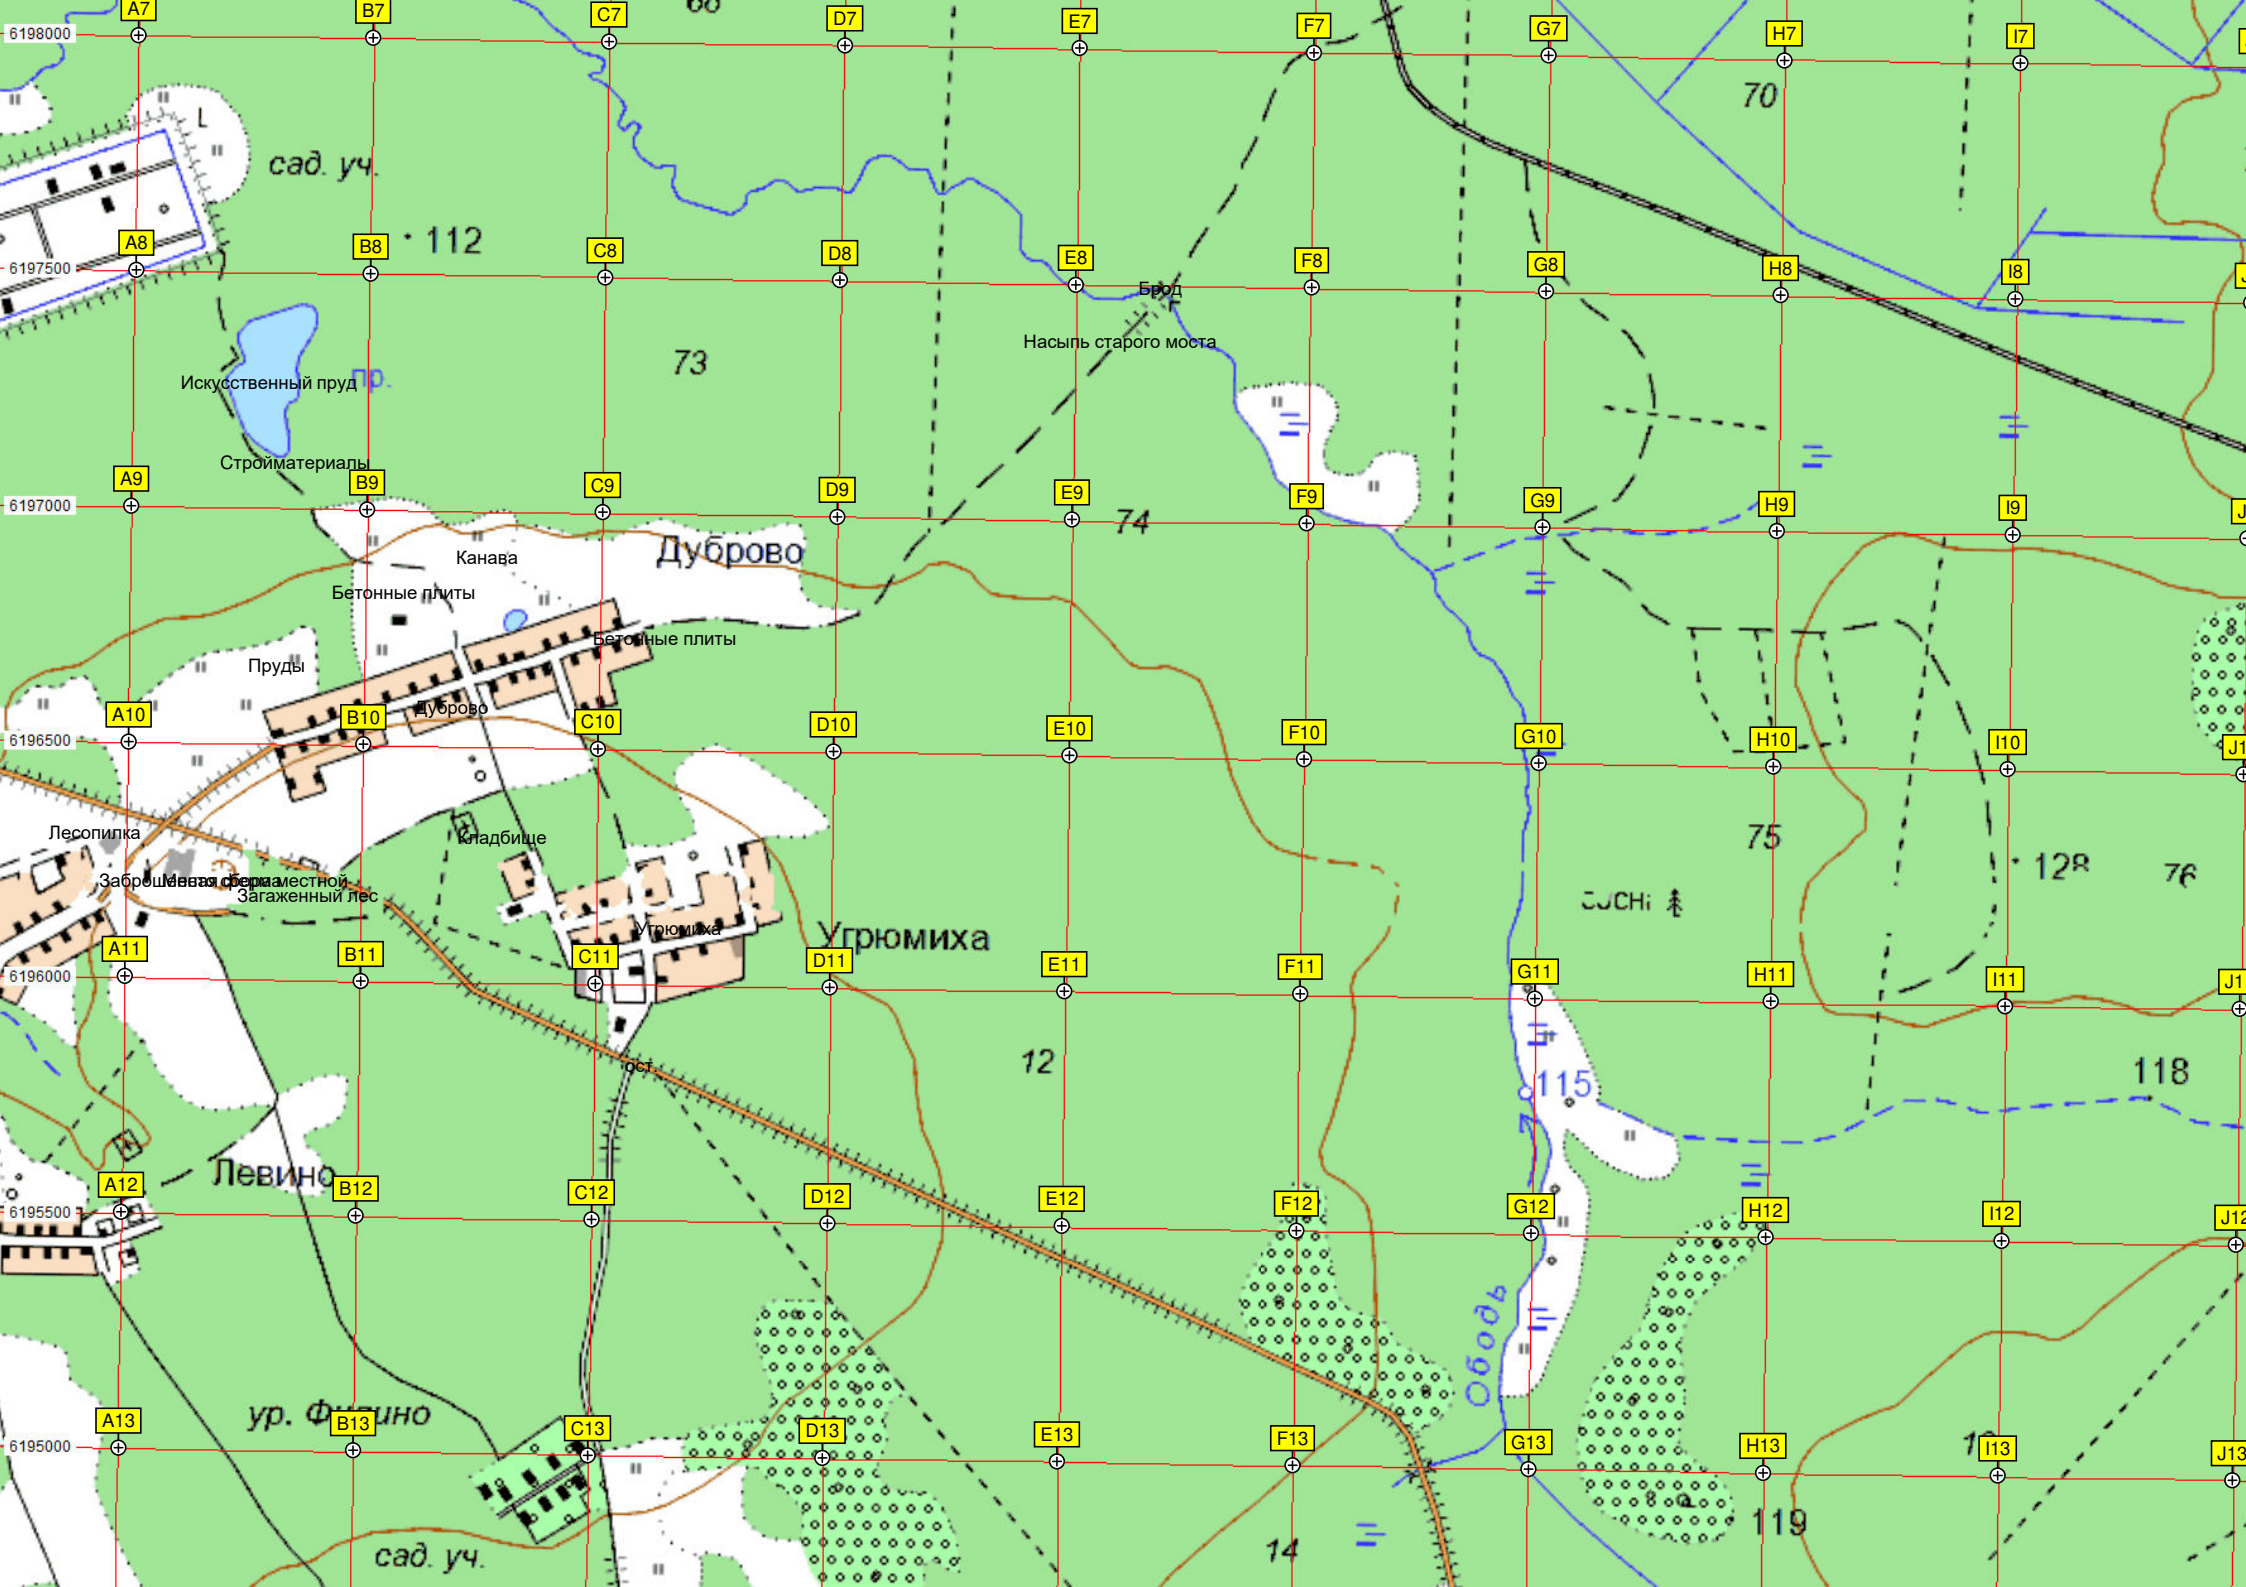 A7
B7
C7
68
D7
E7
F7
G7
H7
I7
6198000
70
L
сад. уч.
112
A8
B8
C8
D8
E8
F8
G8
H8
I8
6197500
Брод
Насыпь старого моста
73
Искусственный пруд
пр.
Стройматериалы
A9
B9
C9
D9
E9
F9
G9
H9
I9
6197000
74
Дуброво
Канава
Бетонные плиты
Бетонные плиты
Пруды
Дуброво
A10
B10
C10
D10
E10
F10
G10
H10
I10
6196500
Лесопилка
Кладбище
75
128
76
Загаженный лес
Угрюмиха
Угрюмиха
A11
B11
C11
D11
E11
F11
G11
H11
I11
6196000
ост.
12
115
118
Левино
A12
B12
C12
D12
E12
F12
G12
H12
I12
J12
6195500
Ободь
ур. Филино
A13
B13
C13
D13
E13
F13
G13
H13
I13
J13
6195000
119
14
сад. уч.